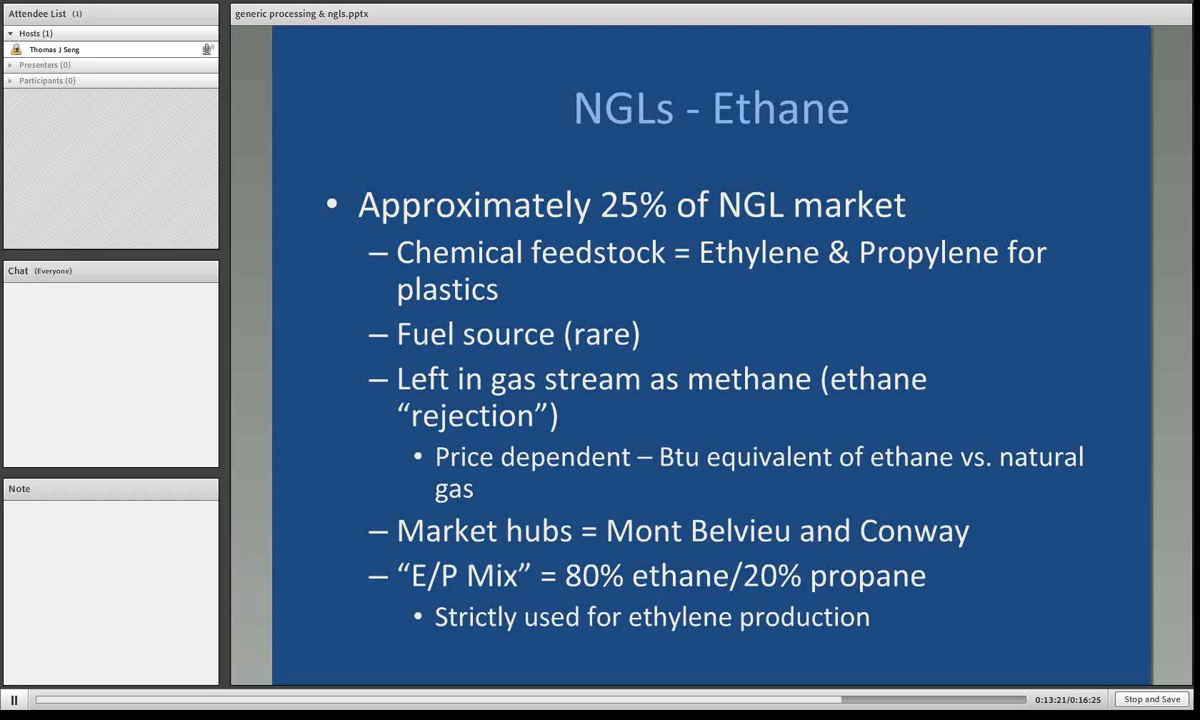 Attendee List (1)
Hosts (1)
Thomas J Seng
Presenters (0)
Participants (0)
Chat (Everyone)
Note
generic processing & ngls.pptx
NGLs - Ethane
• Approximately 25% of NGL market
– Chemical feedstock = Ethylene & Propylene for
plastics
– Fuel source (rare)
– Left in gas stream as methane (ethane
“rejection”)
• Price dependent – Btu equivalent of ethane vs. natural
gas
– Market hubs = Mont Belvieu and Conway
– “E/P Mix” = 80% ethane/20% propane
• Strictly used for ethylene production
0:13:21/0:16:25
Stop and Save